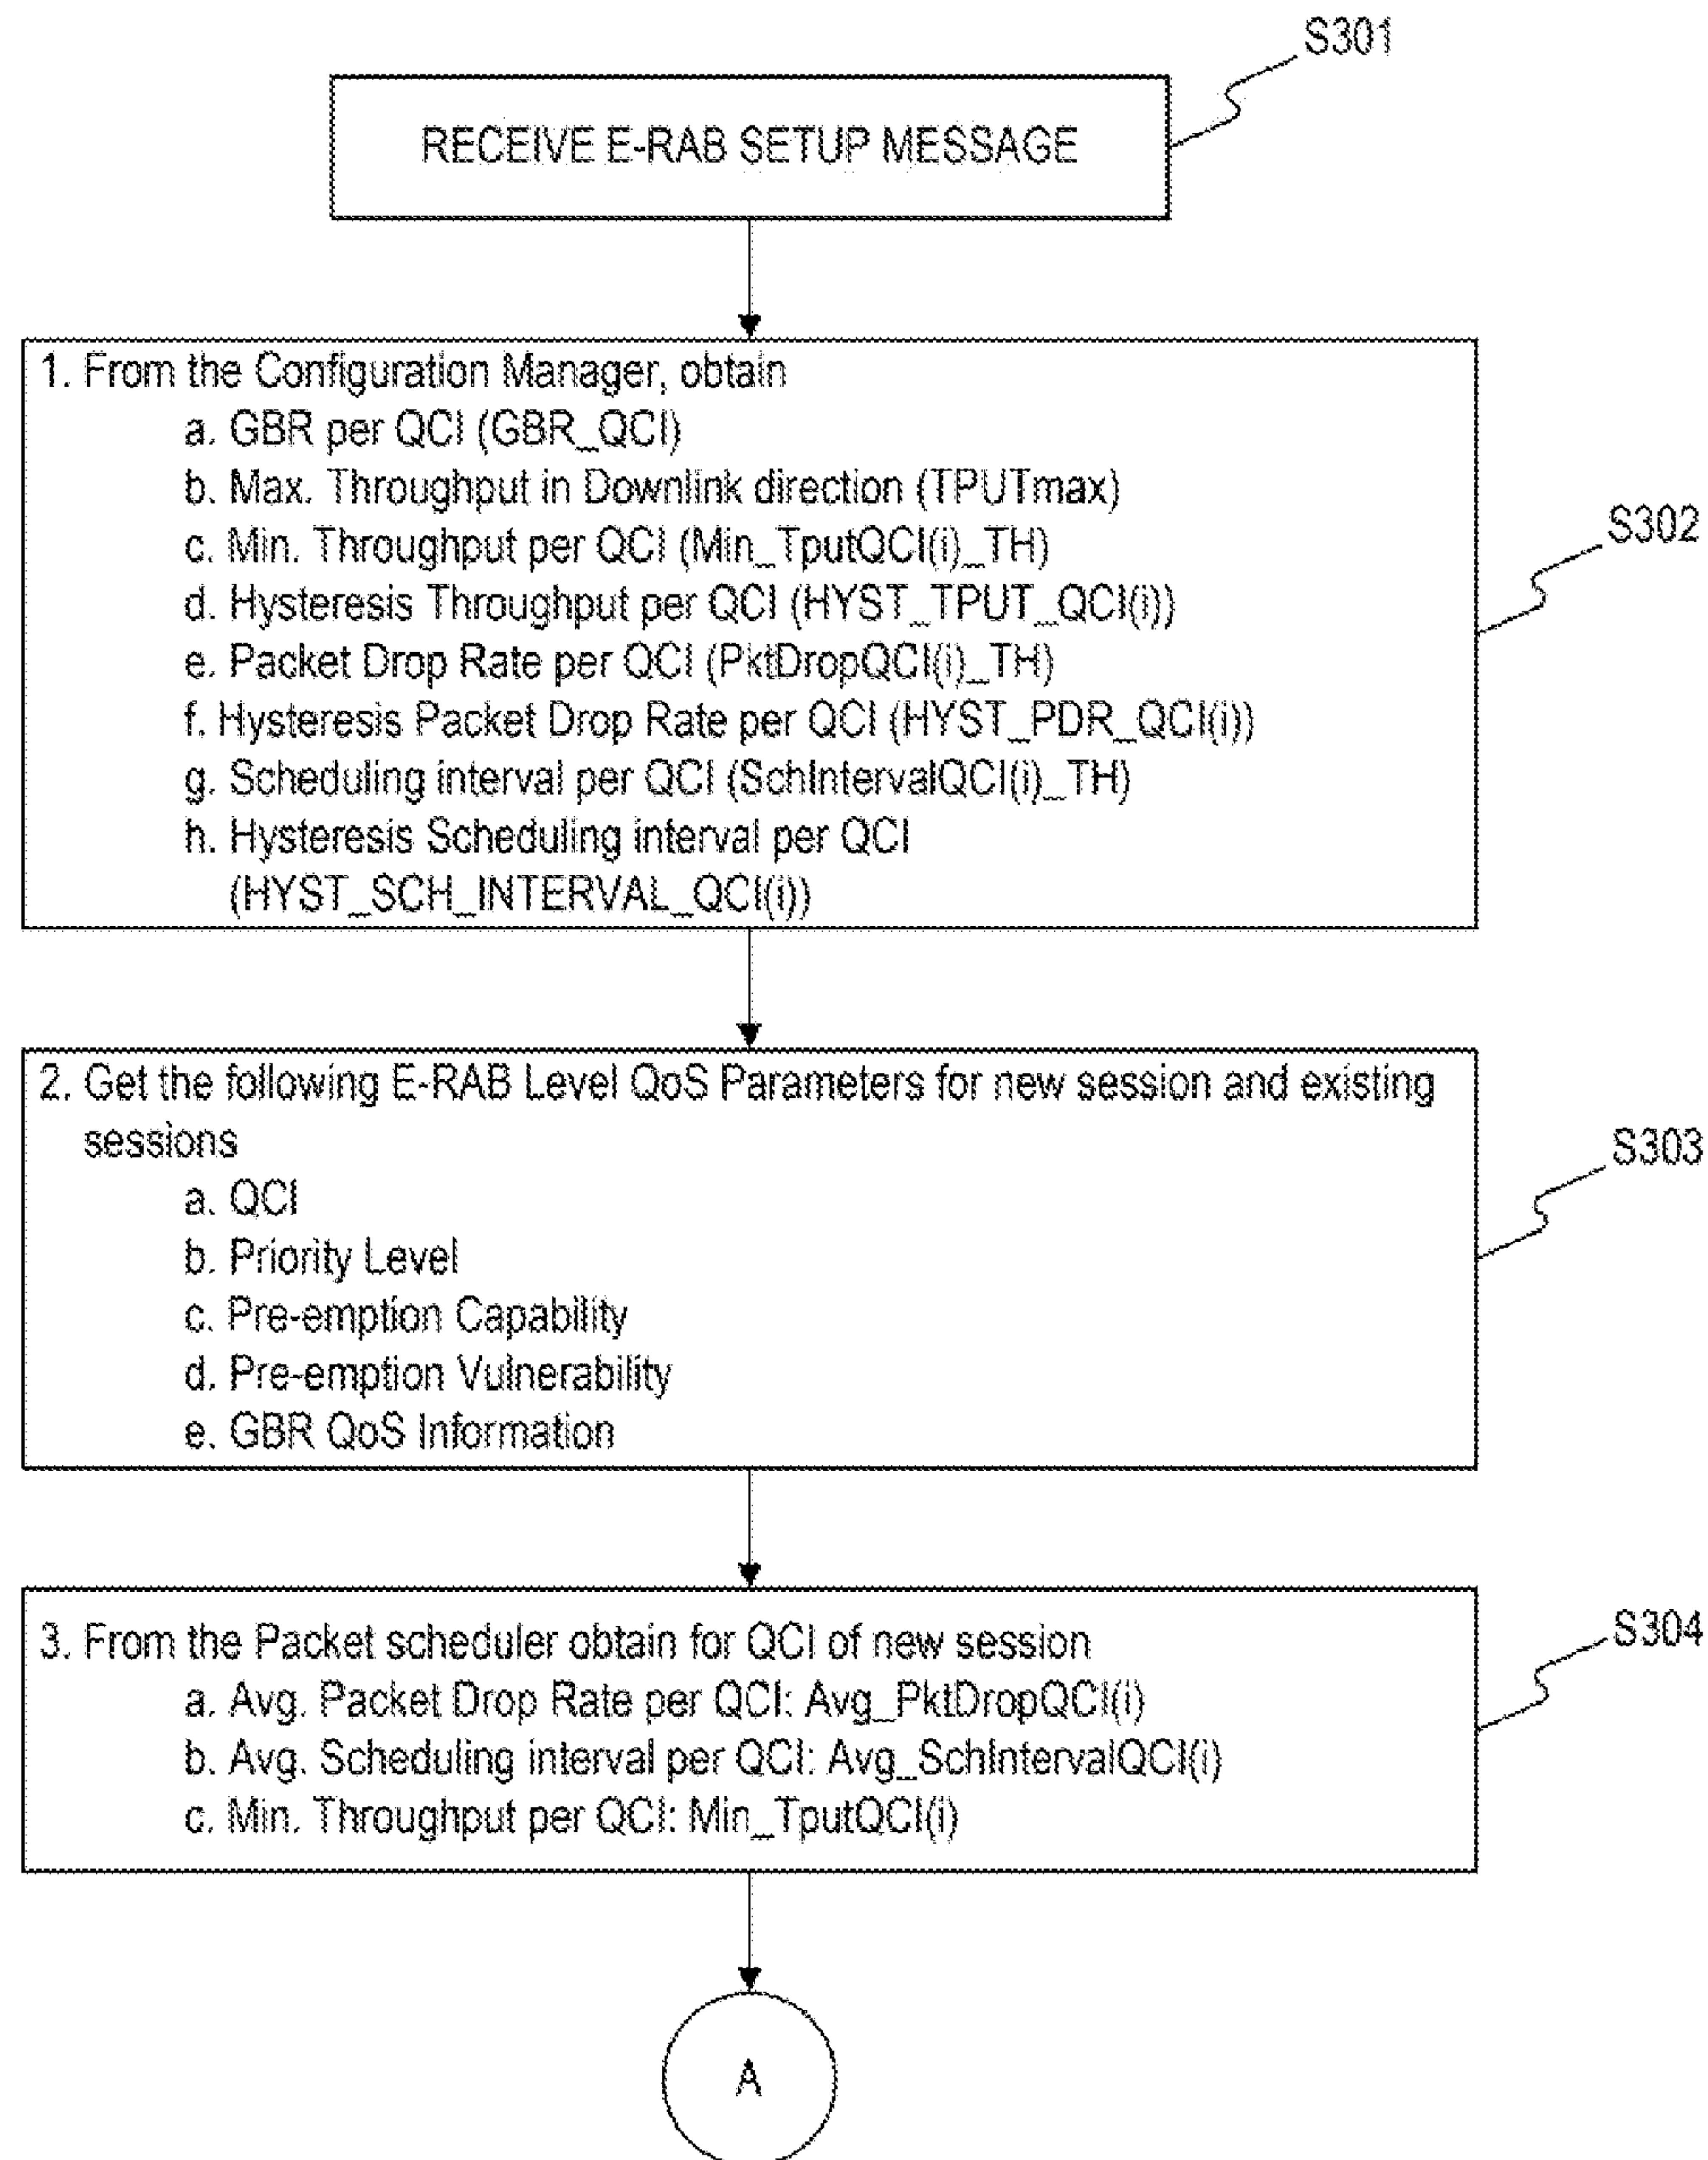 S301
RECEIVE E-RAB SETUP MESSAGE
1. From the Configuration Manager, obtain
a. GBR per QCI (GBR_QCI)
b. Max. Throughput in Downlink direction (TPUTmax)
c. Min. Throughput per QCI (Min_TputQCI(i)_TH)
d. Hysteresis Throughput per QCI (HYST_TPUT_QCI(i))
e. Packet Drop Rate per QCI (PktDropQCI(i)_TH)
f. Hysteresis Packet Drop Rate per QCI (HYST_PDR_QCI(i))
g. Scheduling interval per QCI (SchIntervalQCI(i)_TH)
h. Hysteresis Scheduling interval per QCI
(HYST_SCH_INTERVAL_QCI(i))
S302
2. Get the following E-RAB Level QoS Parameters for new session and existing
sessions
a. QCI
b. Priority Level
c. Pre-emption Capability
d. Pre-emption Vulnerability
e. GBR QoS Information
S303
3. From the Packet scheduler obtain for QCI of new session
a. Avg. Packet Drop Rate per QCI: Avg_PktDropQCI(i)
b. Avg. Scheduling interval per QCI: Avg_SchIntervalQCI(i)
c. Min. Throughput per QCI: Min_TputQCI(i)
S304
A